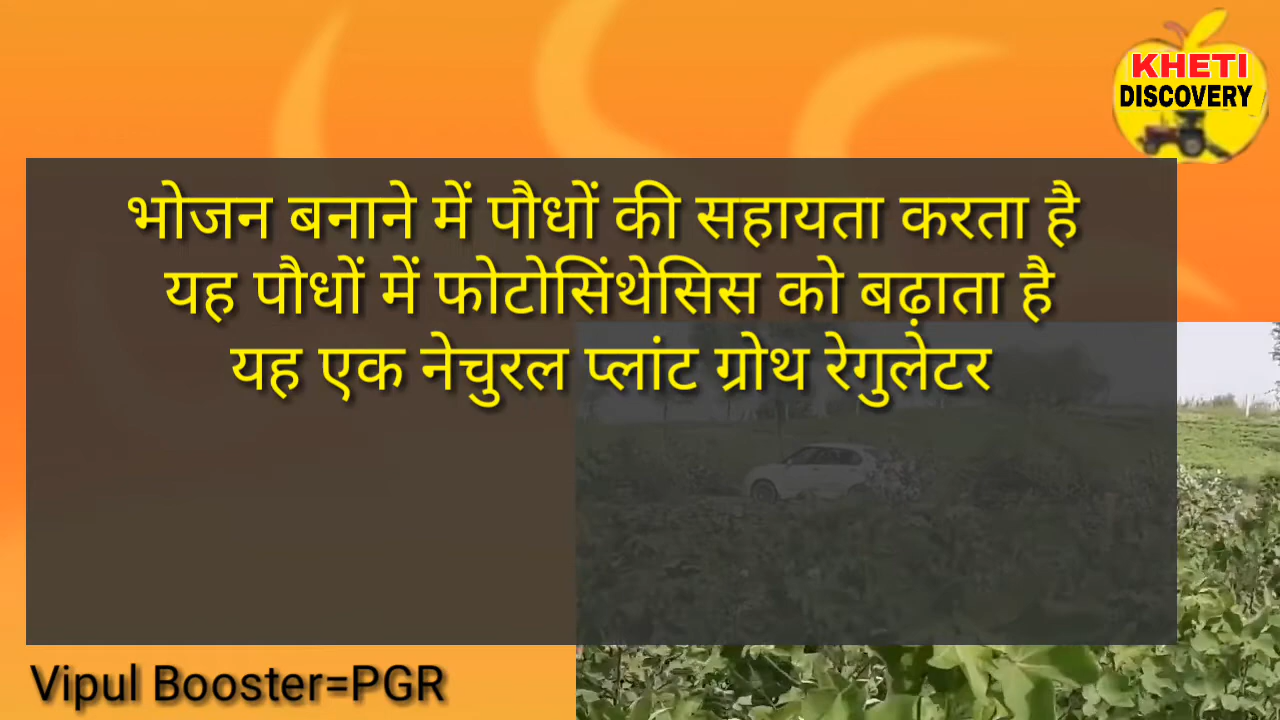 KHETI
DISCOVERY
भोजन बनाने में पौधों की सहायता करता है
यह पौधों में फोटोसिंथेसिस को बढ़ाता है
यह एक नेचुरल प्लांट ग्रोथ रेगुलेटर
Vipul Booster=PGR